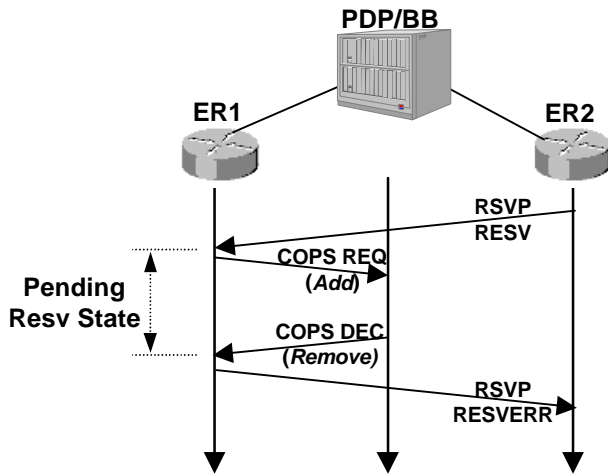 PDP/BB
ER1
ER2
RSVP
RESV
COPS REQ
(Add)
Pending
Resv State
COPS DEC
(Remove)
RSVP
RESVERR